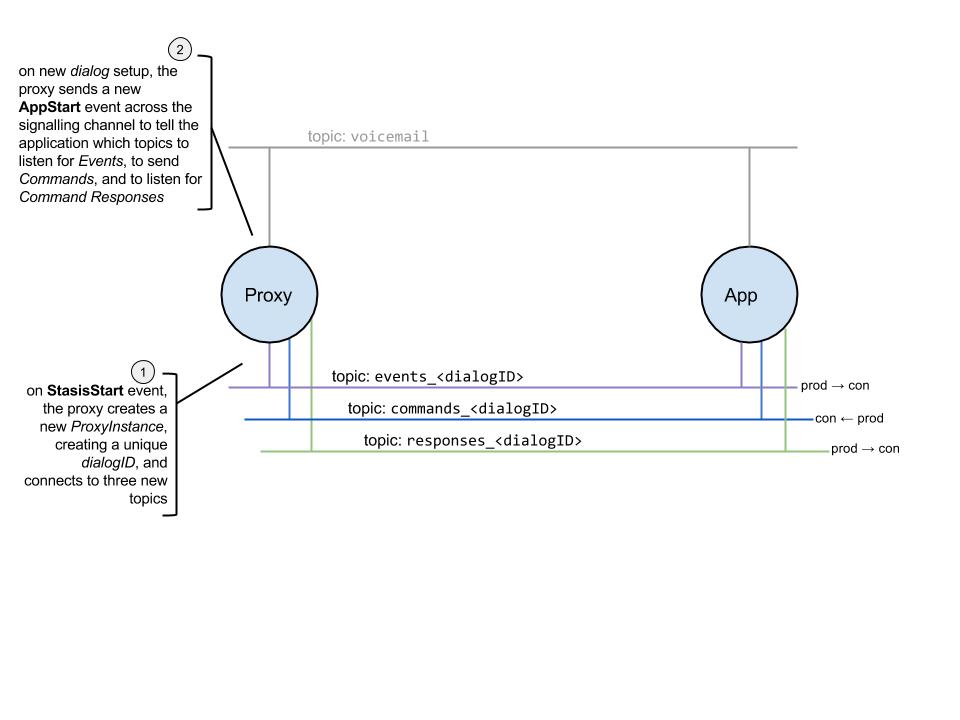 2
on new dialog setup, the
proxy sends a new
AppStart event across the
signalling channel to tell the
application which topics to
listen for Events, to send
Commands, and to listen for
Command Responses
topic: voicemail
Proxy
App
1
on StasisStart event,
the proxy creates a
new ProxyInstance,
creating a unique
dialogID, and
connects to three new
topics
topic: events_<dialogID>
prod → con
topic: commands_<dialogID>
con ← prod
topic: responses_<dialogID>
prod → con